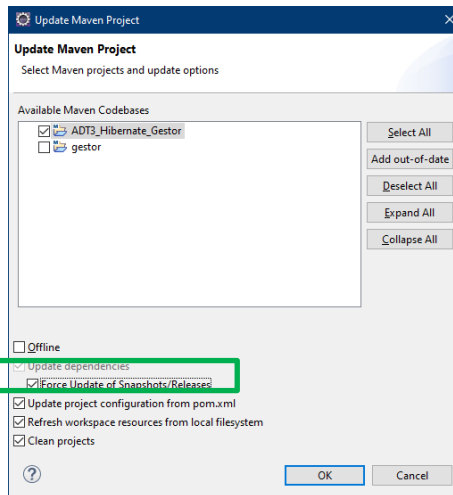 Update Maven Project
Update Maven Project
Select Maven projects and update options
Available Maven Codebases
ADT3_Hibernate_Gestor
gestor
Select All
Add out-of-date
Deselect All
Expand All
Collapse All
Offline
Update dependencies
Force Update of Snapshots/Releases
Update project configuration from pom.xml
Refresh workspace resources from local filesystem
Clean projects
OK
Cancel